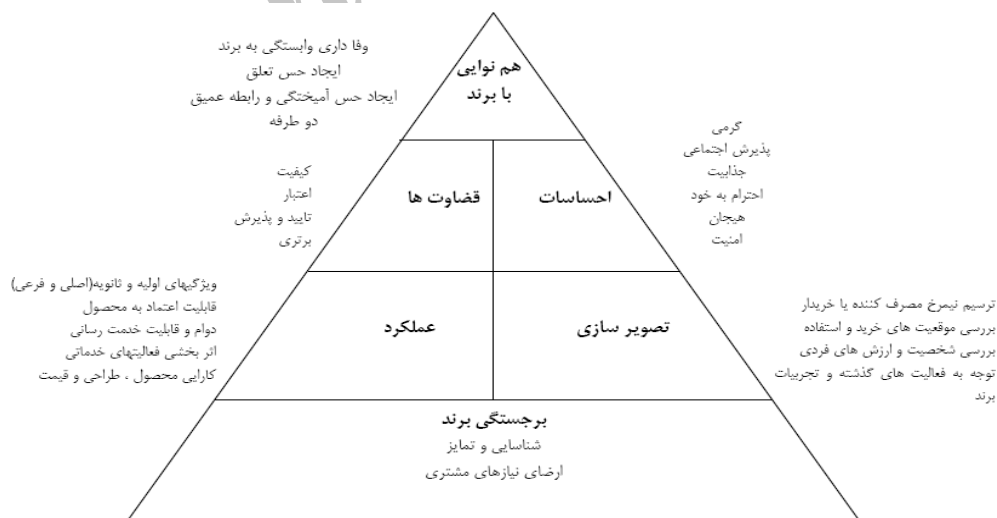 هم نوایی
با برند
وفا داری وابستگی به برند
ایجاد حس تعلق
ایجاد حس آمیختگی و رابطه عمیق
دو طرفه
گرمی
پذیرش اجتماعی
جذابیت
احترام به خود
هیجان
امنیت
احساسات
قضاوت ها
کیفیت
اعتبار
تایید و پذیرش
برتری
ترسیم نیمرخ مصرف کننده یا خریدار
بررسی موقعیت های خرید و استفاده
بررسی شخصیت و ارزش های فردی
توجه به فعالیت های گذشته و تجربیات
برند
تصویر سازی
عملکرد
ویژگیهای اولیه و ثانویه(اصلی و فرعی)
قابلیت اعتماد به محصول
دوام و قابلیت خدمت رسانی
اثر بخشی فعالیتهای خدماتی
کارایی محصول ، طراحی و قیمت
برجستگی برند
شناسایی و تمایز
ارضای نیازهای مشتری